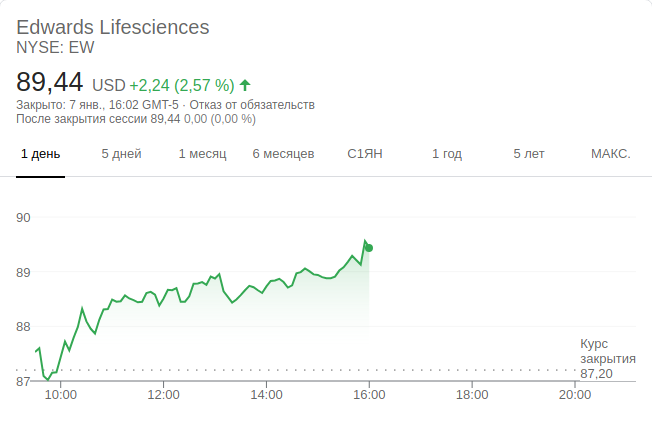 Edwards Lifesciences
NYSE: EW
89,44 USD +2,24 (2,57 %)
Закрыто: 7 янв., 16:02 GMT-5 · Отказ от обязательств
После закрытия сессии 89,44 0,00 (0,00 %)
1 день 5 дней 1 месяц 6 месяцев С1ЯН 1 год 5 лет МАКС.
90
89
88
Курс
закрытия
87,20
87
10:00 12:00 14:00 16:00 18:00 20:00